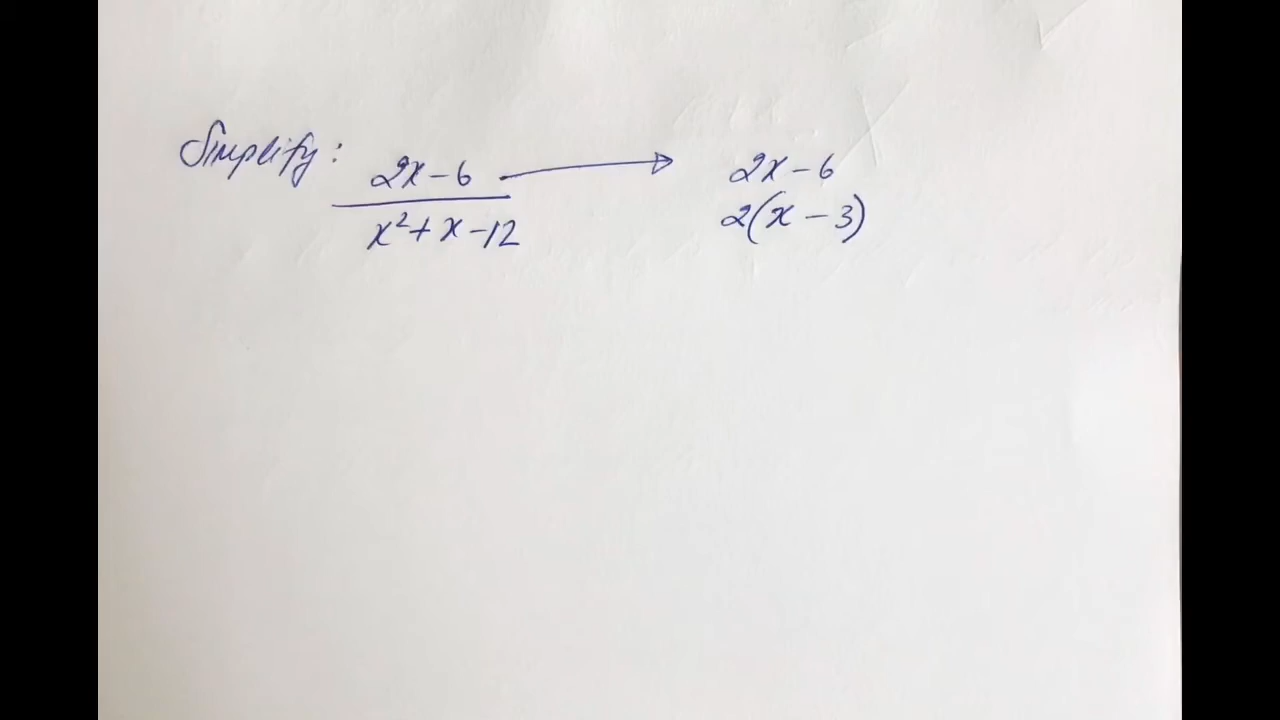 Simplify:
2x-6 → 2x-6
x²+x-12 2(x-3)